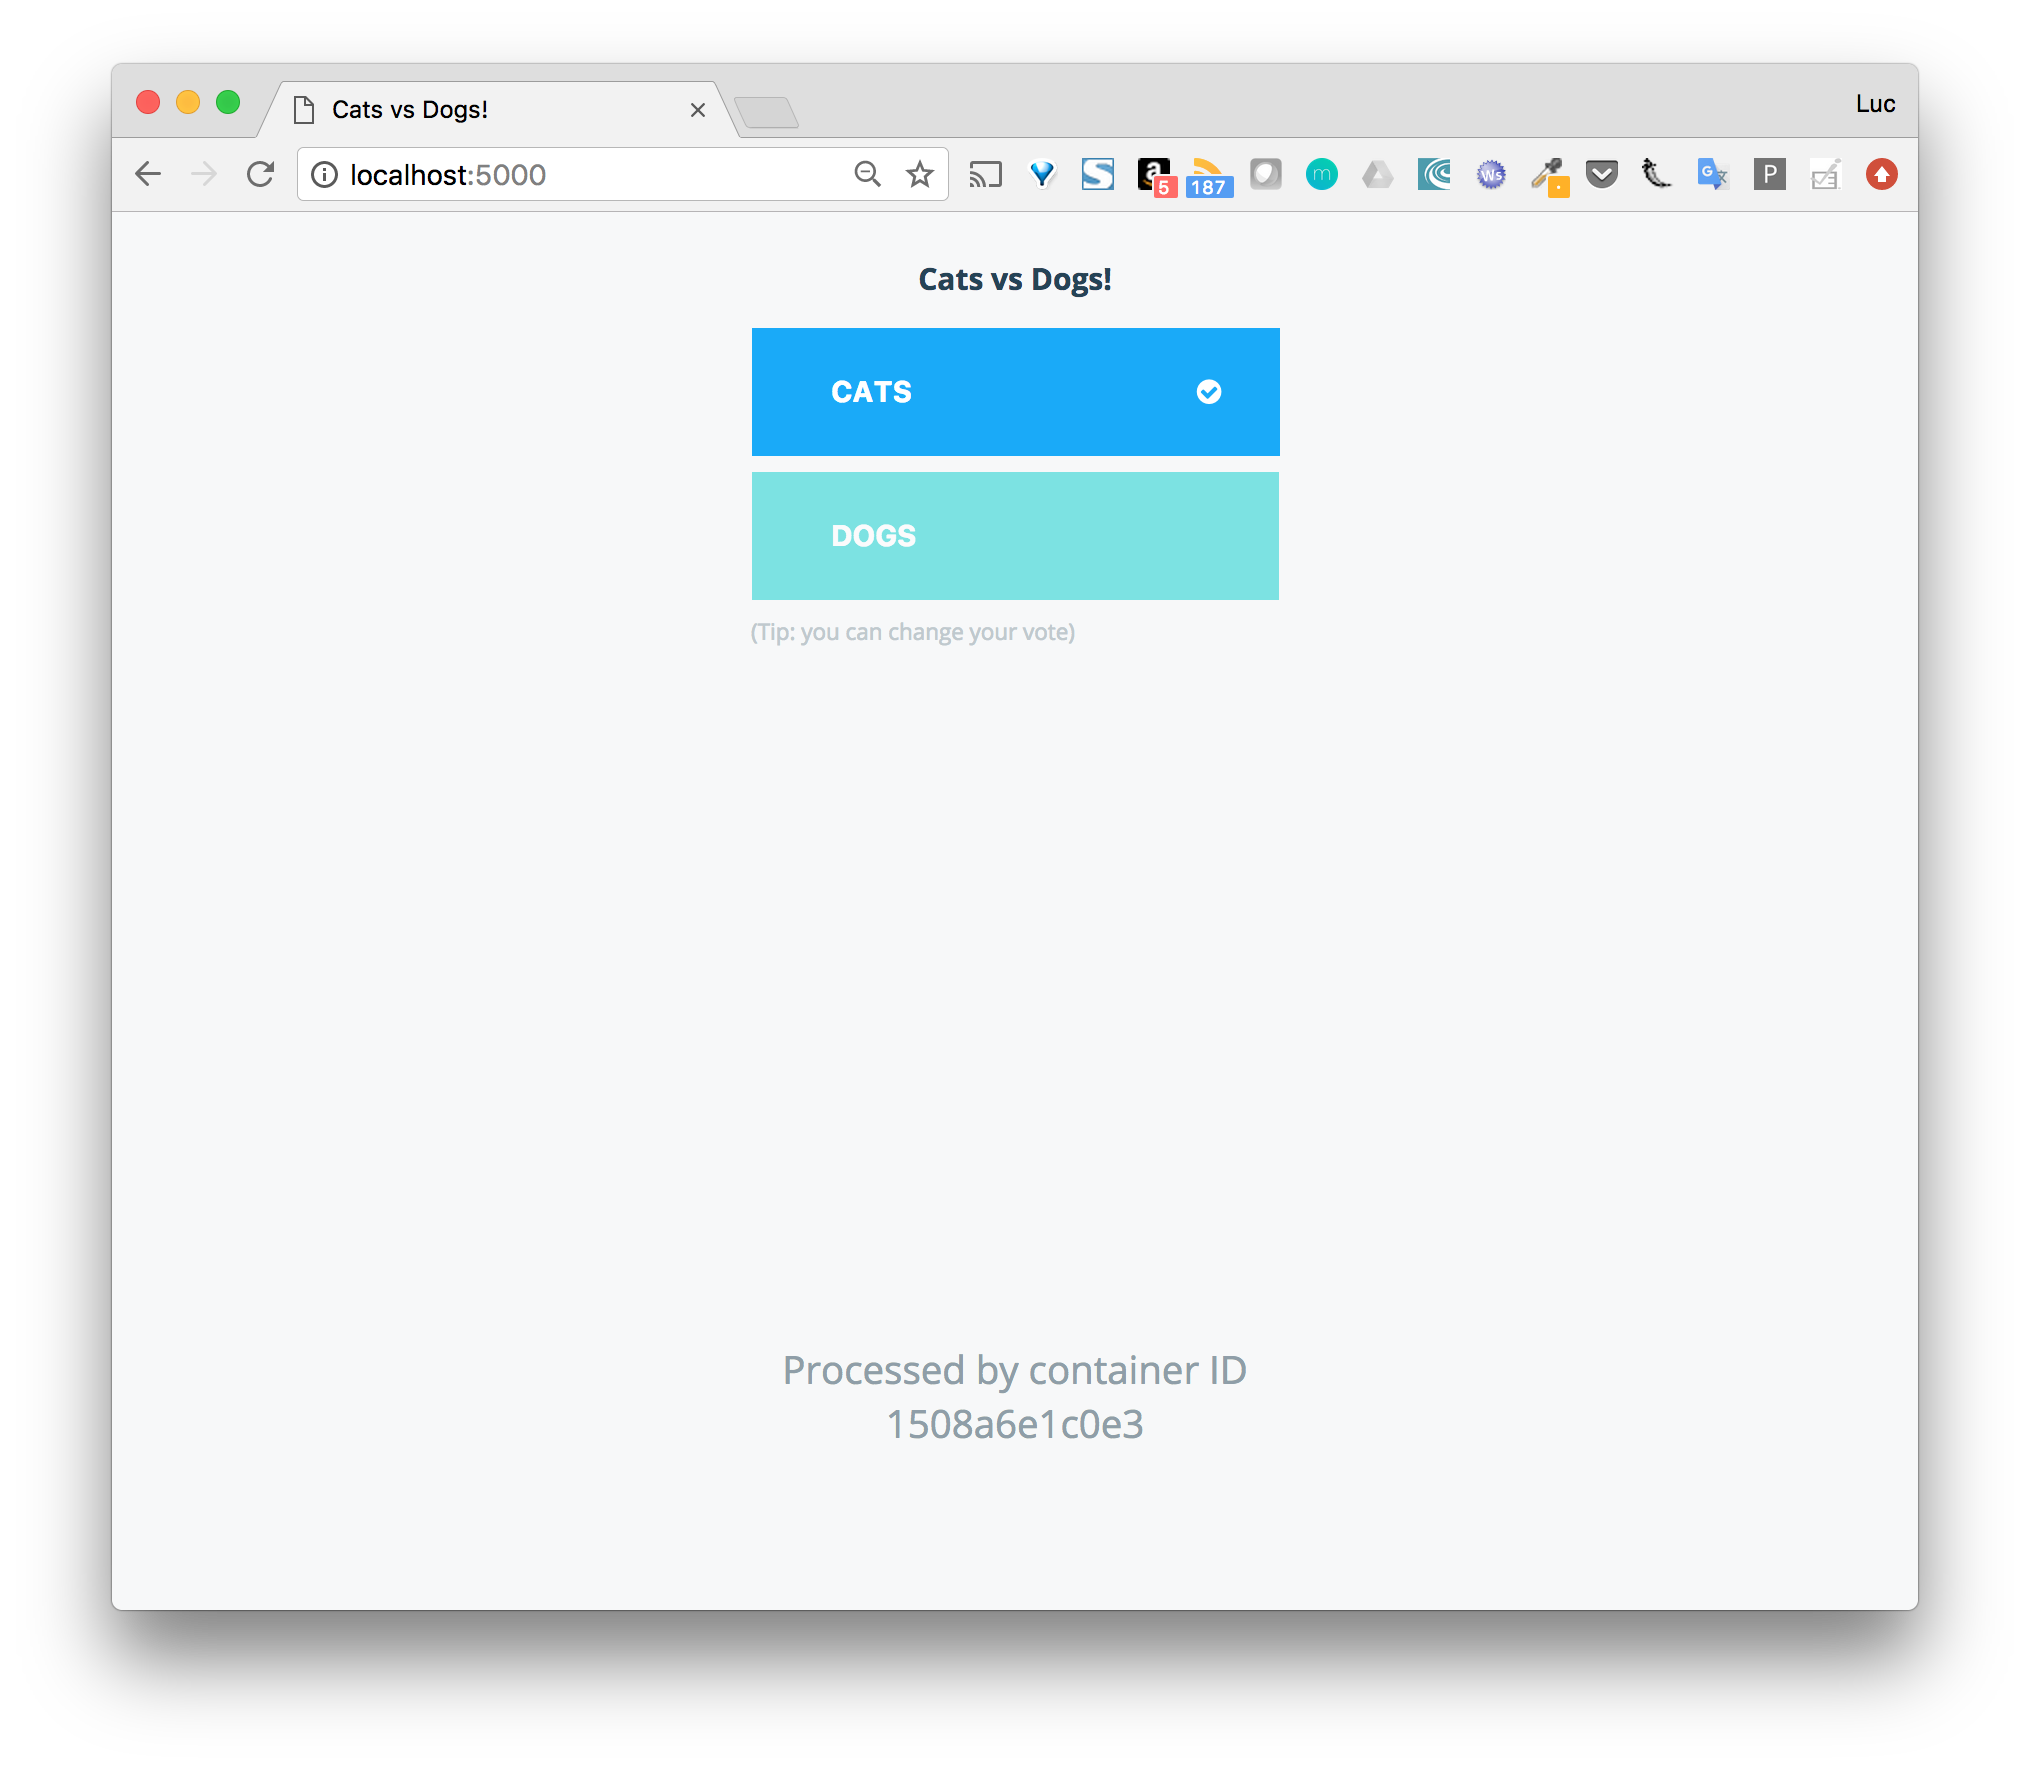 Cats vs Dogs!
Luc
localhost:5000
a
5
187
m
Ws
G
P
Cats vs Dogs!
CATS
DOGS
(Tip: you can change your vote)
Processed by container ID
1508a6e1c0e3